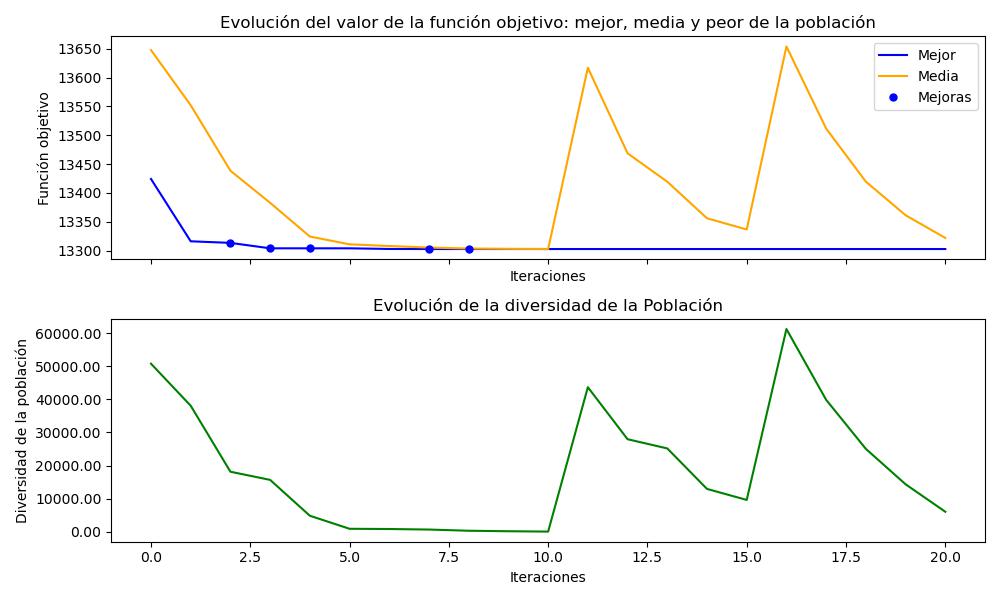 Evolución del valor de la función objetivo: mejor, media y peor de la población
Función objetivo
13650
13600
13550
13500
13450
13400
13350
13300
Mejor
Media
Mejoras
Iteraciones
Evolución de la diversidad de la Población
Diversidad de la población
60000.00
50000.00
40000.00
30000.00
20000.00
10000.00
0.00
0.0 2.5 5.0 7.5 10.0 12.5 15.0 17.5 20.0
Iteraciones